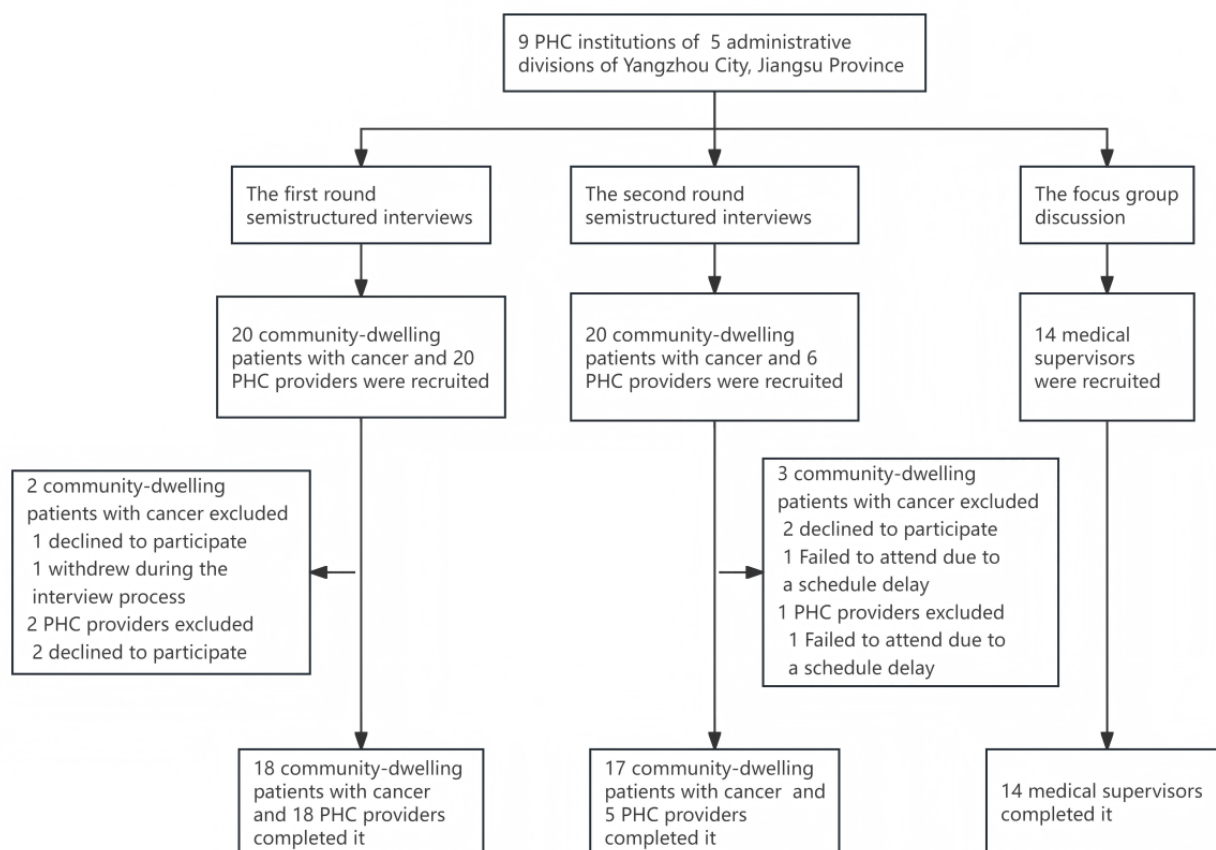 9 PHC institutions of 5 administrative
divisions of Yangzhou City, Jiangsu Province
The first round
semistructured interviews
The second round
semistructured interviews
The focus group
discussion
20 community-dwelling
patients with cancer and 20
PHC providers were recruited
20 community-dwelling
patients with cancer and 6
PHC providers were recruited
14 medical
supervisors
were recruited
2 community-dwelling
patients with cancer excluded
1 declined to participate
1 withdrew during the
interview process
2 PHC providers excluded
2 declined to participate
3 community-dwelling
patients with cancer excluded
2 declined to participate
1 Failed to attend due to
a schedule delay
1 PHC providers excluded
1 Failed to attend due to
a schedule delay
18 community-dwelling
patients with cancer
and 18 PHC providers
completed it
17 community-dwelling
patients with cancer and
5 PHC providers
completed it
14 medical supervisors
completed it